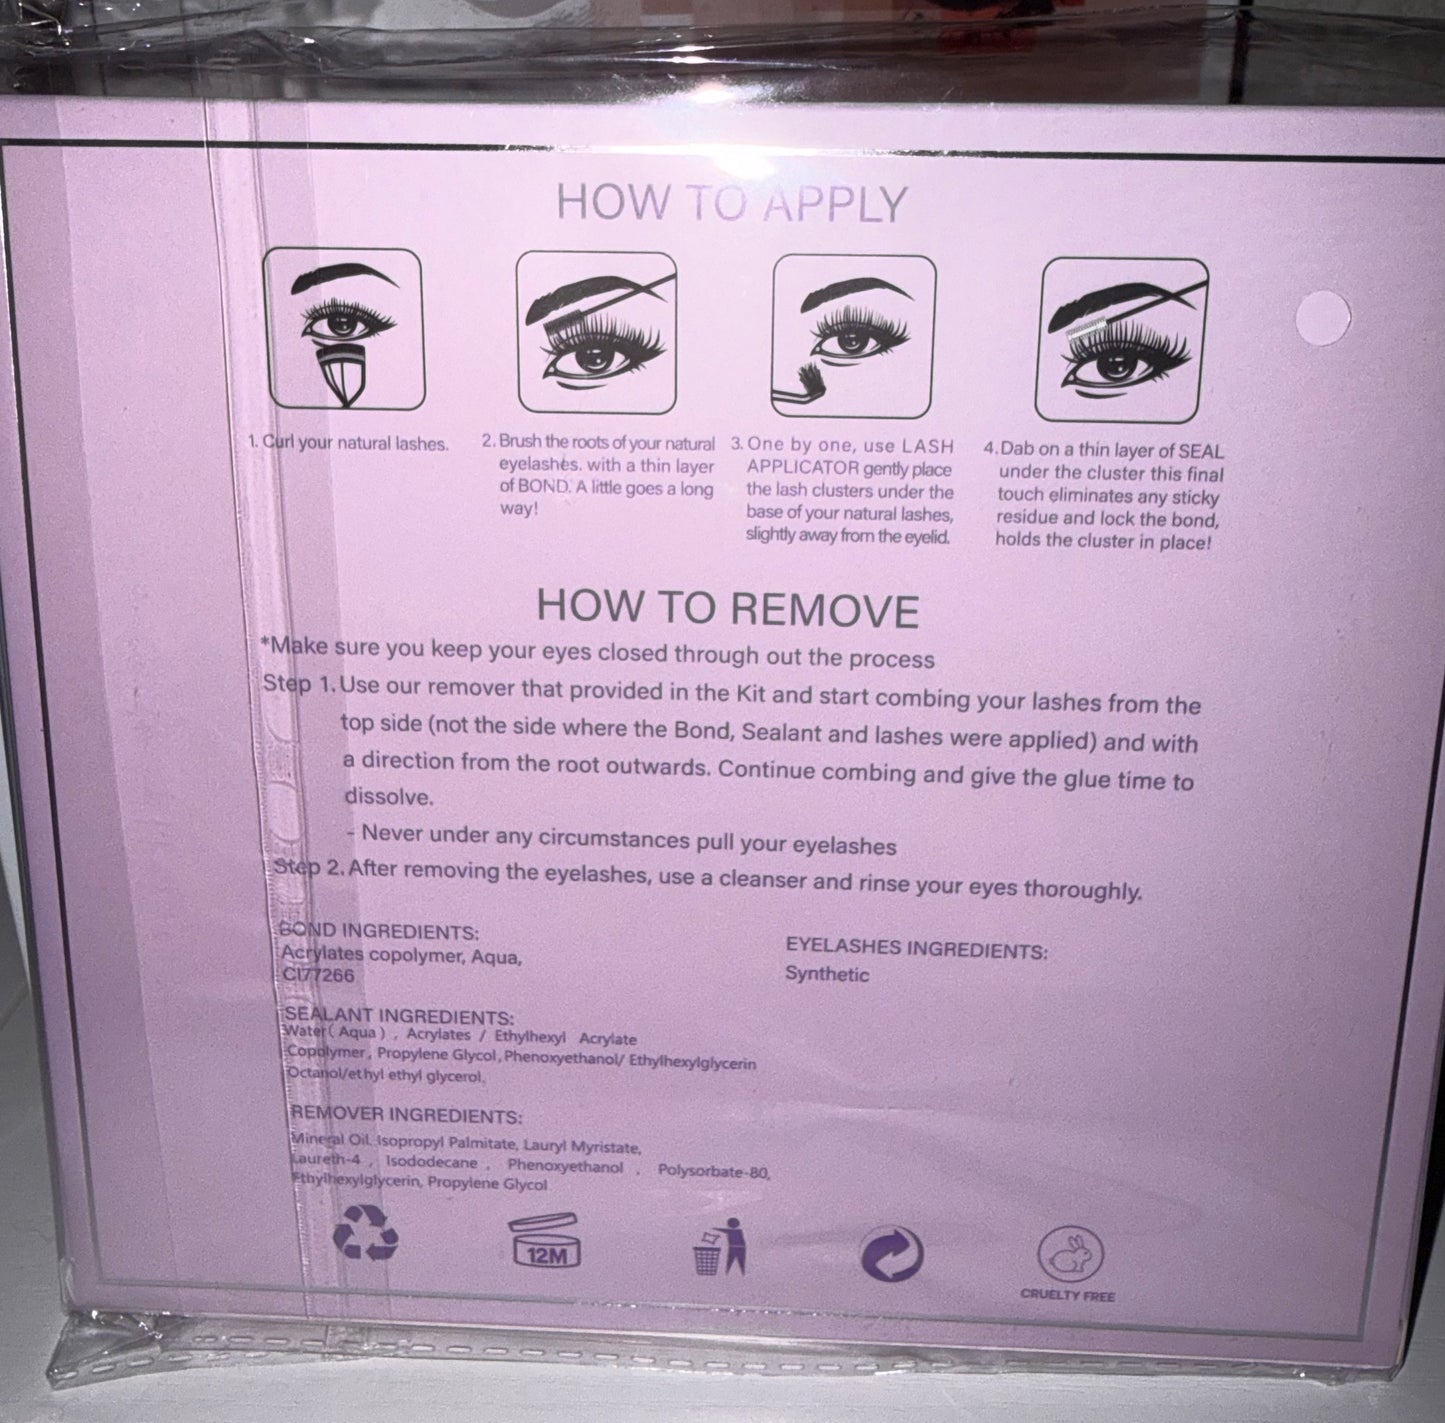 HOW TO APPLY
1. Curl your natural lashes.
2. Brush the roots of your natural
eyelashes. with a thin layer
of BOND. A little goes a long
way!
3. One by one, use LASH
APPLICATOR gently place
the lash clusters under the
base of your natural lashes,
slightly away from the eyelid.
4. Dab on a thin layer of SEAL
under the cluster this final
touch eliminates any sticky
residue and lock the bond,
holds the cluster in place!
HOW TO REMOVE
*Make sure you keep your eyes closed through out the process
Step 1. Use our remover that provided in the Kit and start combing your lashes from the
top side (not the side where the Bond, Sealant and lashes were applied) and with
a direction from the root outwards. Continue combing and give the glue time to
dissolve.
- Never under any circumstances pull your eyelashes
Step 2. After removing the eyelashes, use a cleanser and rinse your eyes thoroughly.
BOND INGREDIENTS:
Acrylates copolymer, Aqua,
CI77266
EYELASHES INGREDIENTS:
Synthetic
SEALANT INGREDIENTS:
Water( Aqua ) , Acrylates / Ethylhexyl Acrylate
Copolymer, Propylene Glycol, Phenoxyethanol/ Ethylhexylglycerin
Octanol/ethyl ethyl glycerol.
REMOVER INGREDIENTS:
Mineral Oil, Isopropyl Palmitate, Lauryl Myristate,
Laureth-4 , Isododecane , Phenoxyethanol , Polysorbate-80,
Ethylhexylglycerin, Propylene Glycol
12M
CRUELTY FREE